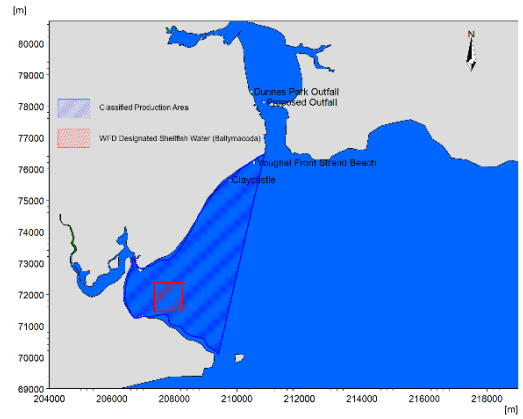 [m]
80000
N
79000
Dunnes Park Outfall
Classified Production Area
78000
Proposed Outfall
77000
WFD Designated Shellfish Water (Ballymacoda)
76000
Youghal Front Strand Beach
Claycastle
75000
74000
73000
72000
71000
70000
69000
204000
206000
208000
210000
212000
214000
216000
218000
[m]